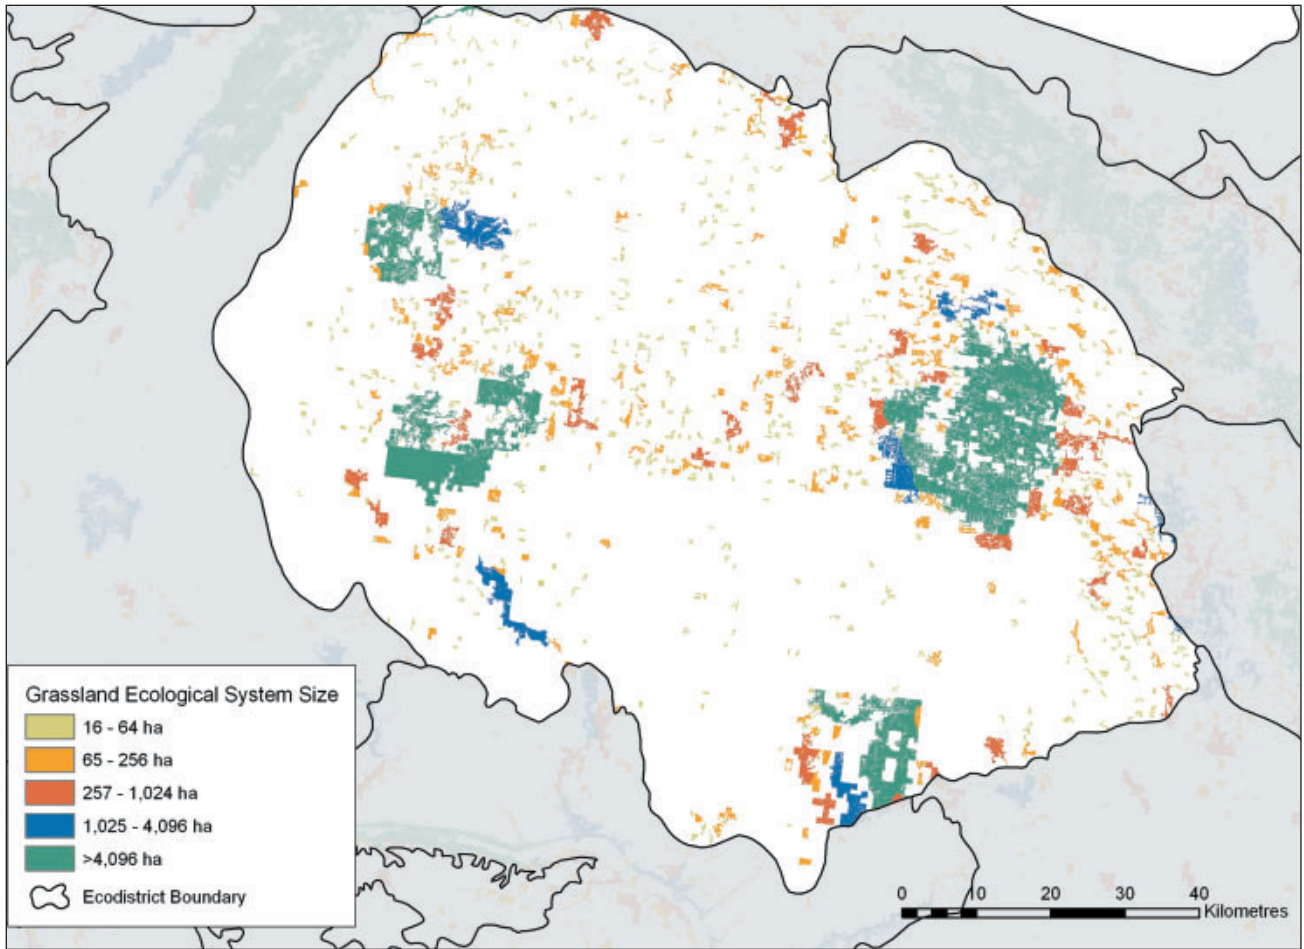 Grassland Ecological System Size
16 - 64 ha
65 - 256 ha
257 - 1,024 ha
1,025 - 4,096 ha
>4,096 ha
Ecodistrict Boundary
0 10 20 30 40
Kilometres